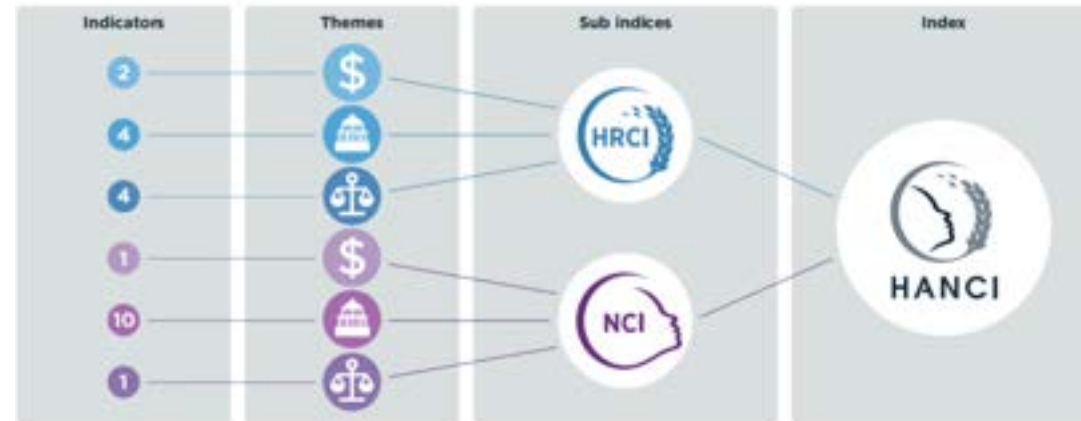 Indicators Themes Sub indices Index
2 $
4
HRCI
4
1 $
HANCI
10
NCI
1